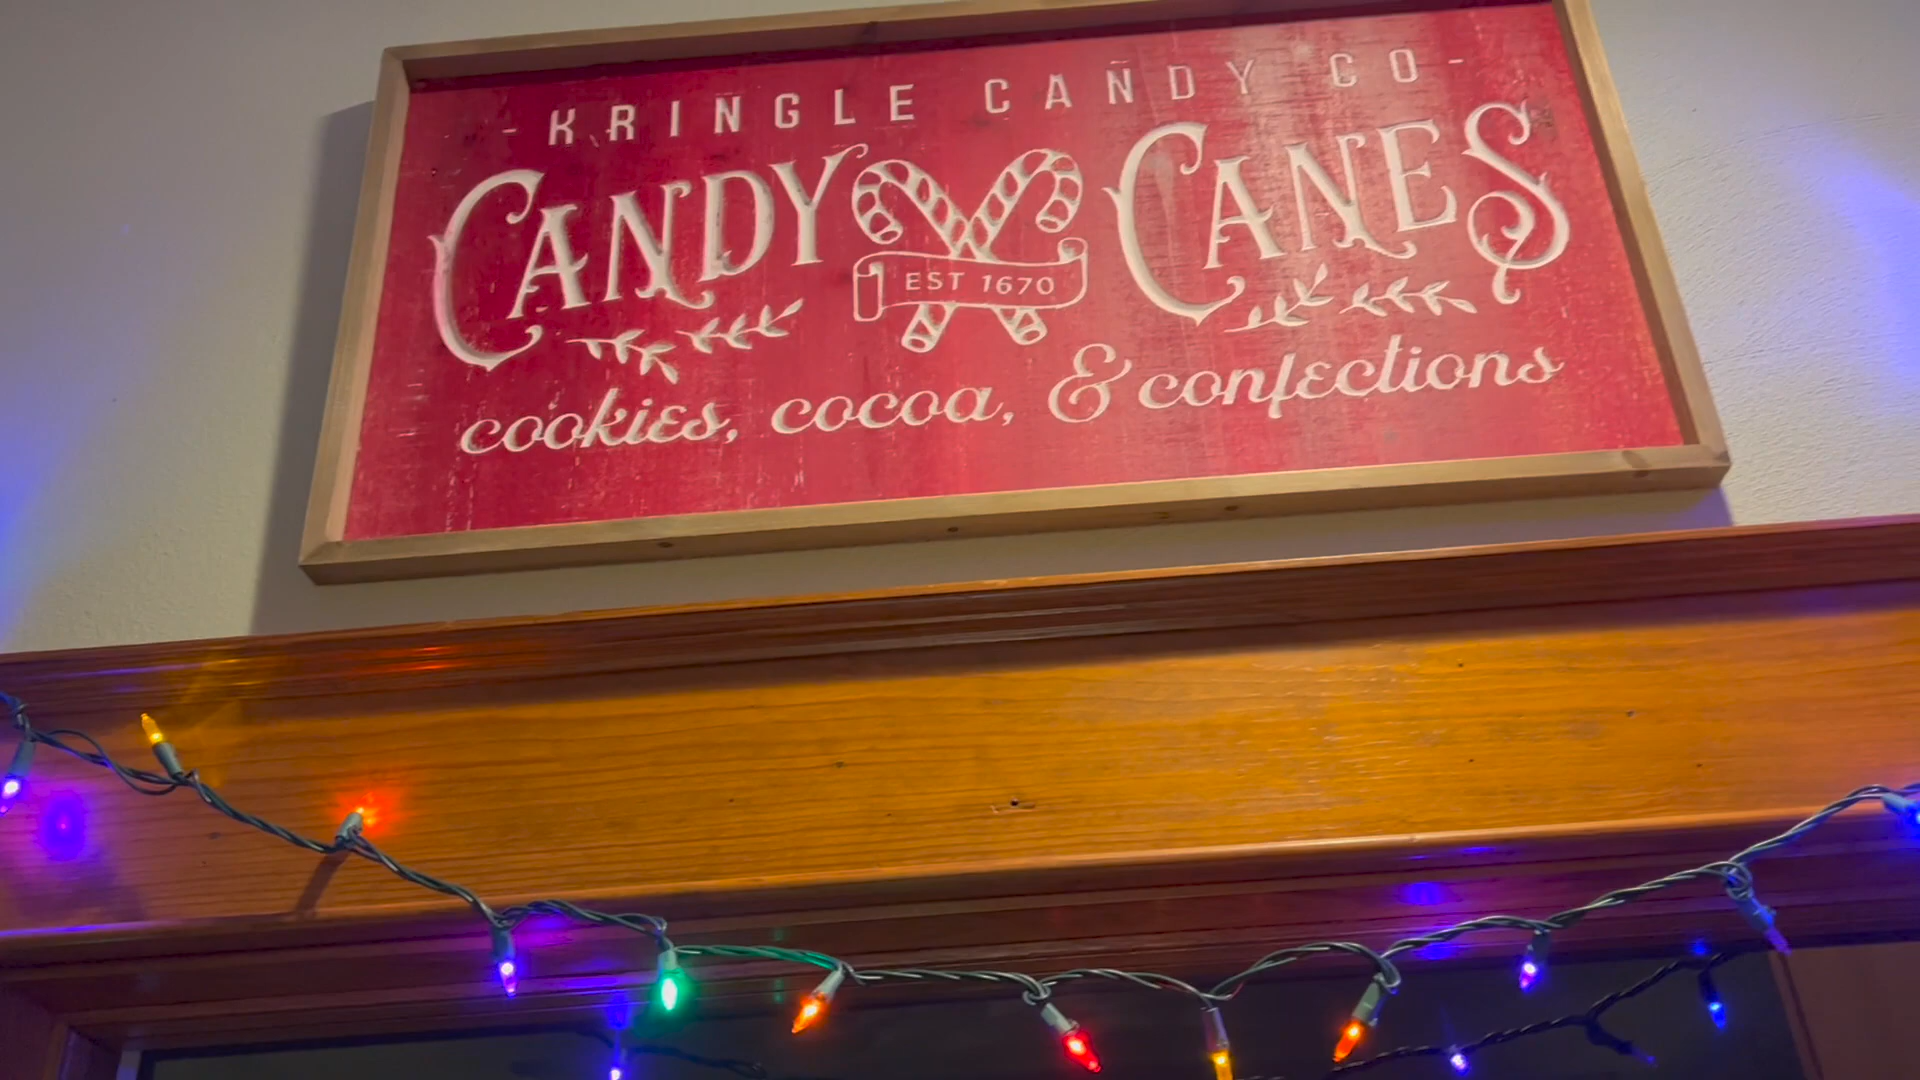 - KRINGLE CANDY CO -
CANDY CANES
EST 1670
cookies, cocoa, & confections